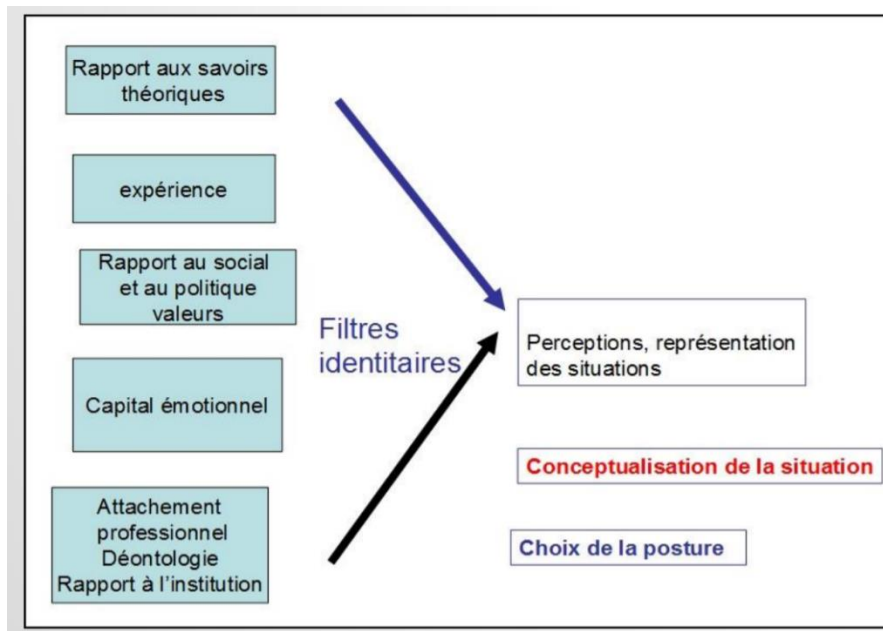 Rapport aux savoirs
théoriques
expérience
Rapport au social
et au politique
valeurs
Capital émotionnel
Attachement
professionnel
Déontologie
Rapport à l'institution
Filtres
identitaires
Perceptions, représentation
des situations
Conceptualisation de la situation
Choix de la posture